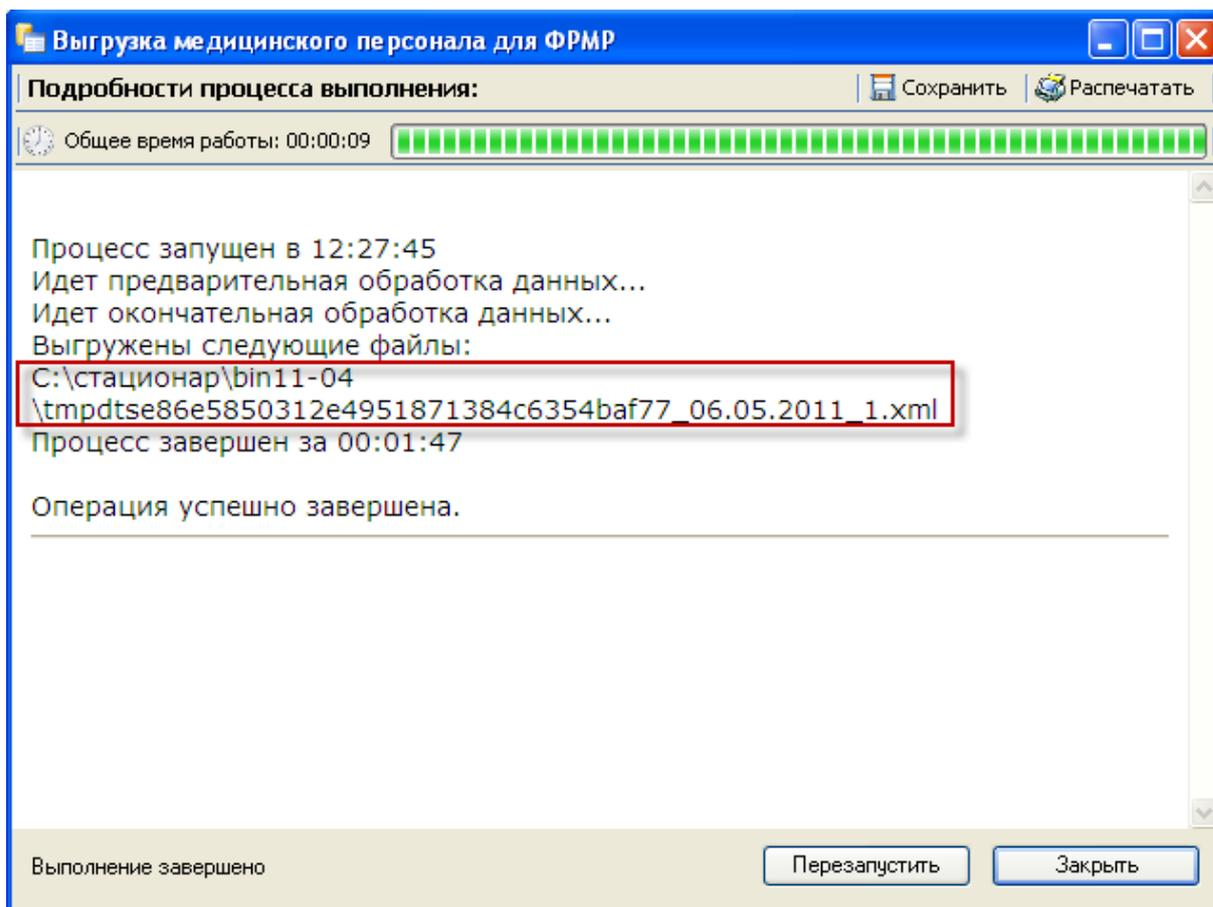 Выгрузка медицинского персонала для ФРМР
Подробности процесса выполнения: Сохранить Распечатать
Общее время работы: 00:00:09
Процесс запущен в 12:27:45
Идет предварительная обработка данных...
Идет окончательная обработка данных...
Выгружены следующие файлы:
C:\стационар\bin11-04
\tmpdtse86e5850312e4951871384c6354baf77_06.05.2011_1.xml
Процесс завершен за 00:01:47
Операция успешно завершена.
Выполнение завершено Перезапустить Закрыть